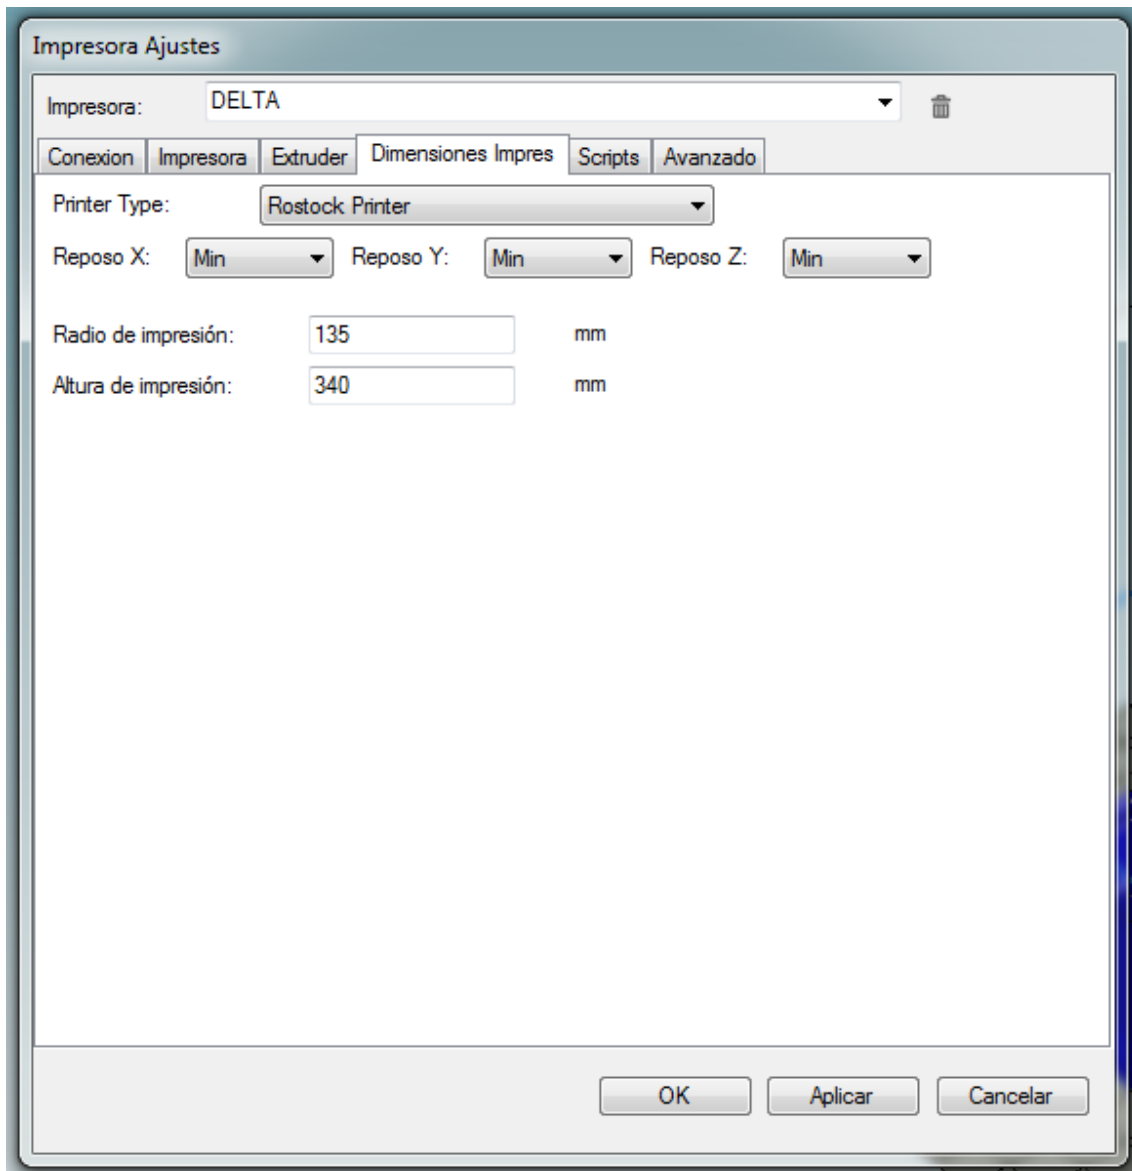 Impresora Ajustes
Impresora: DELTA
Conexion Impresora Extruder Dimensiones Impres Scripts Avanzado
Printer Type: Rostock Printer
Reposo X: Min Reposo Y: Min Reposo Z: Min
Radio de impresión: 135 mm
Altura de impresión: 340 mm
OK Aplicar Cancelar